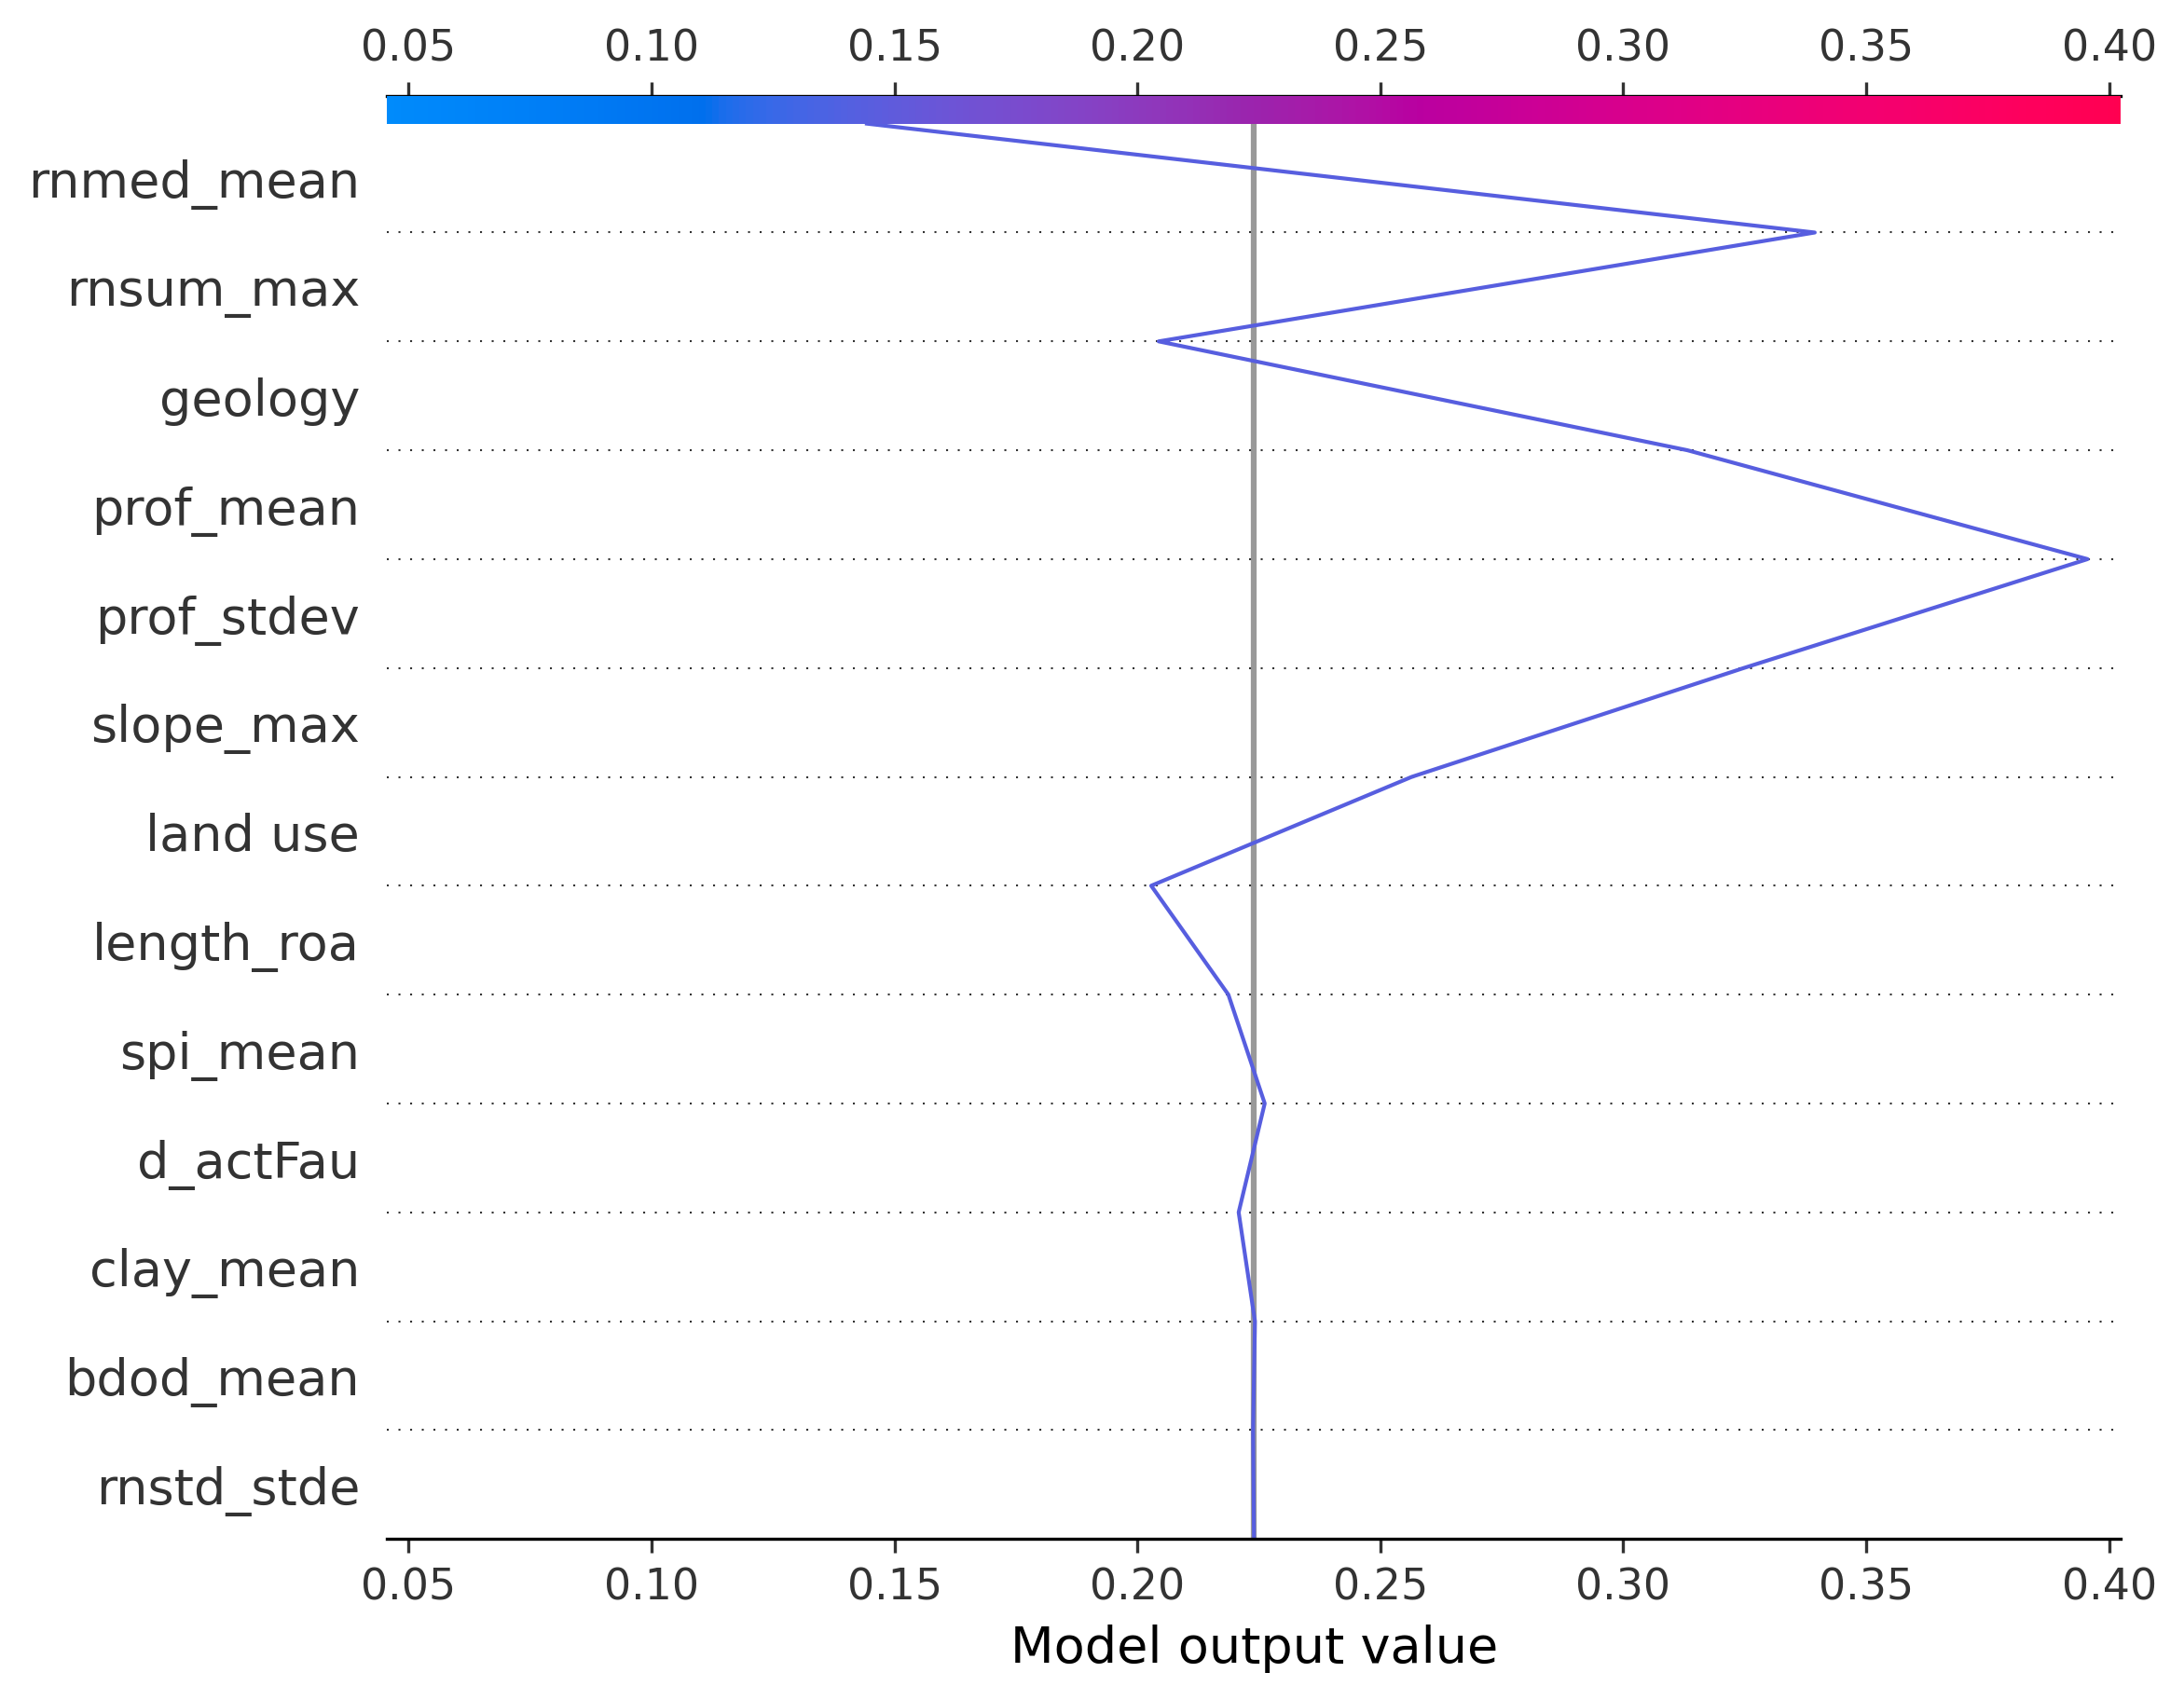 0.05 0.10 0.15 0.20 0.25 0.30 0.35 0.40
rnmed_mean
rnsum_max
geology
prof_mean
prof_stdev
slope_max
land use
length_roa
spi_mean
d_actFau
clay_mean
bdod_mean
rnstd_stde
0.05 0.10 0.15 0.20 0.25 0.30 0.35 0.40
Model output value